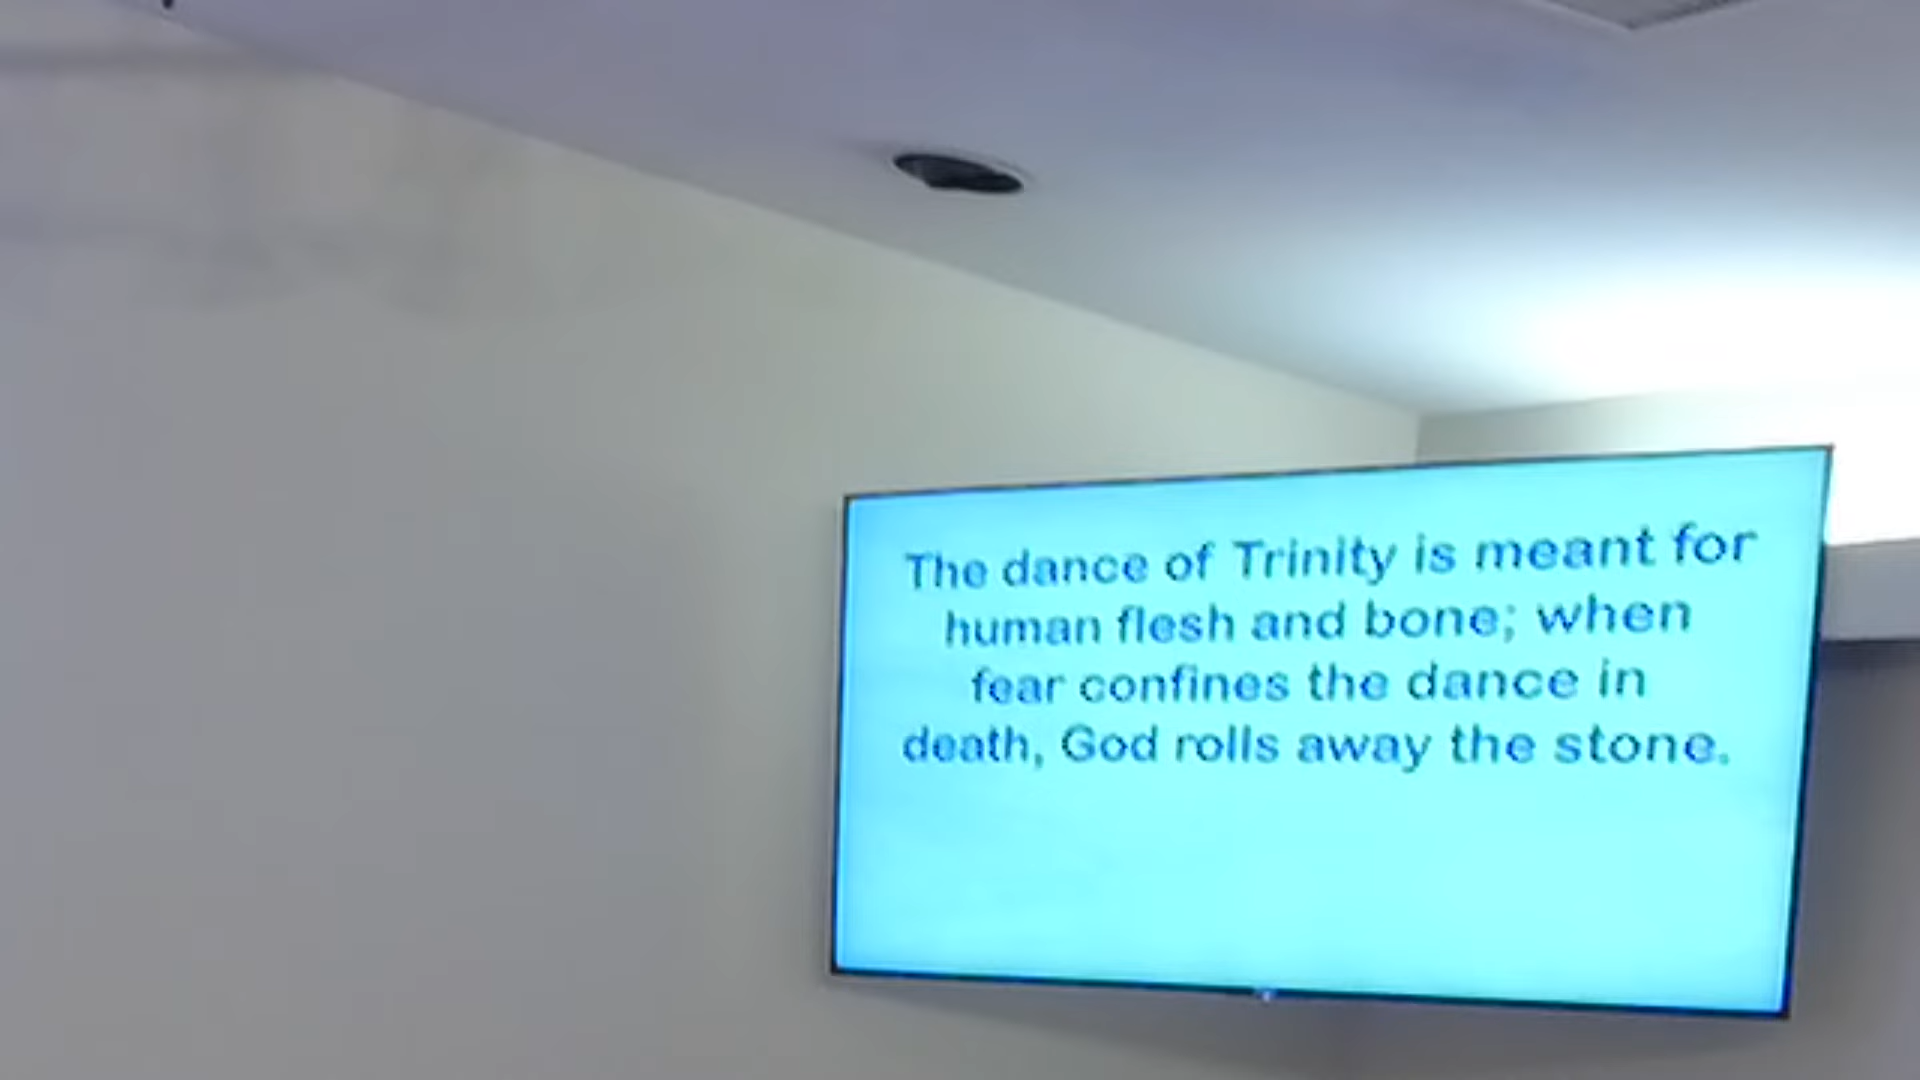 The dance of Trinity is meant for
human flesh and bone; when
fear confines the dance in
death, God rolls away the stone.